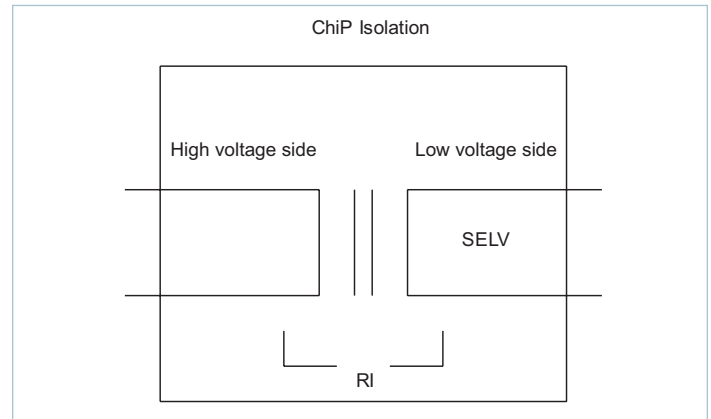 ChiP Isolation
High voltage side
Low voltage side
SELV
RI